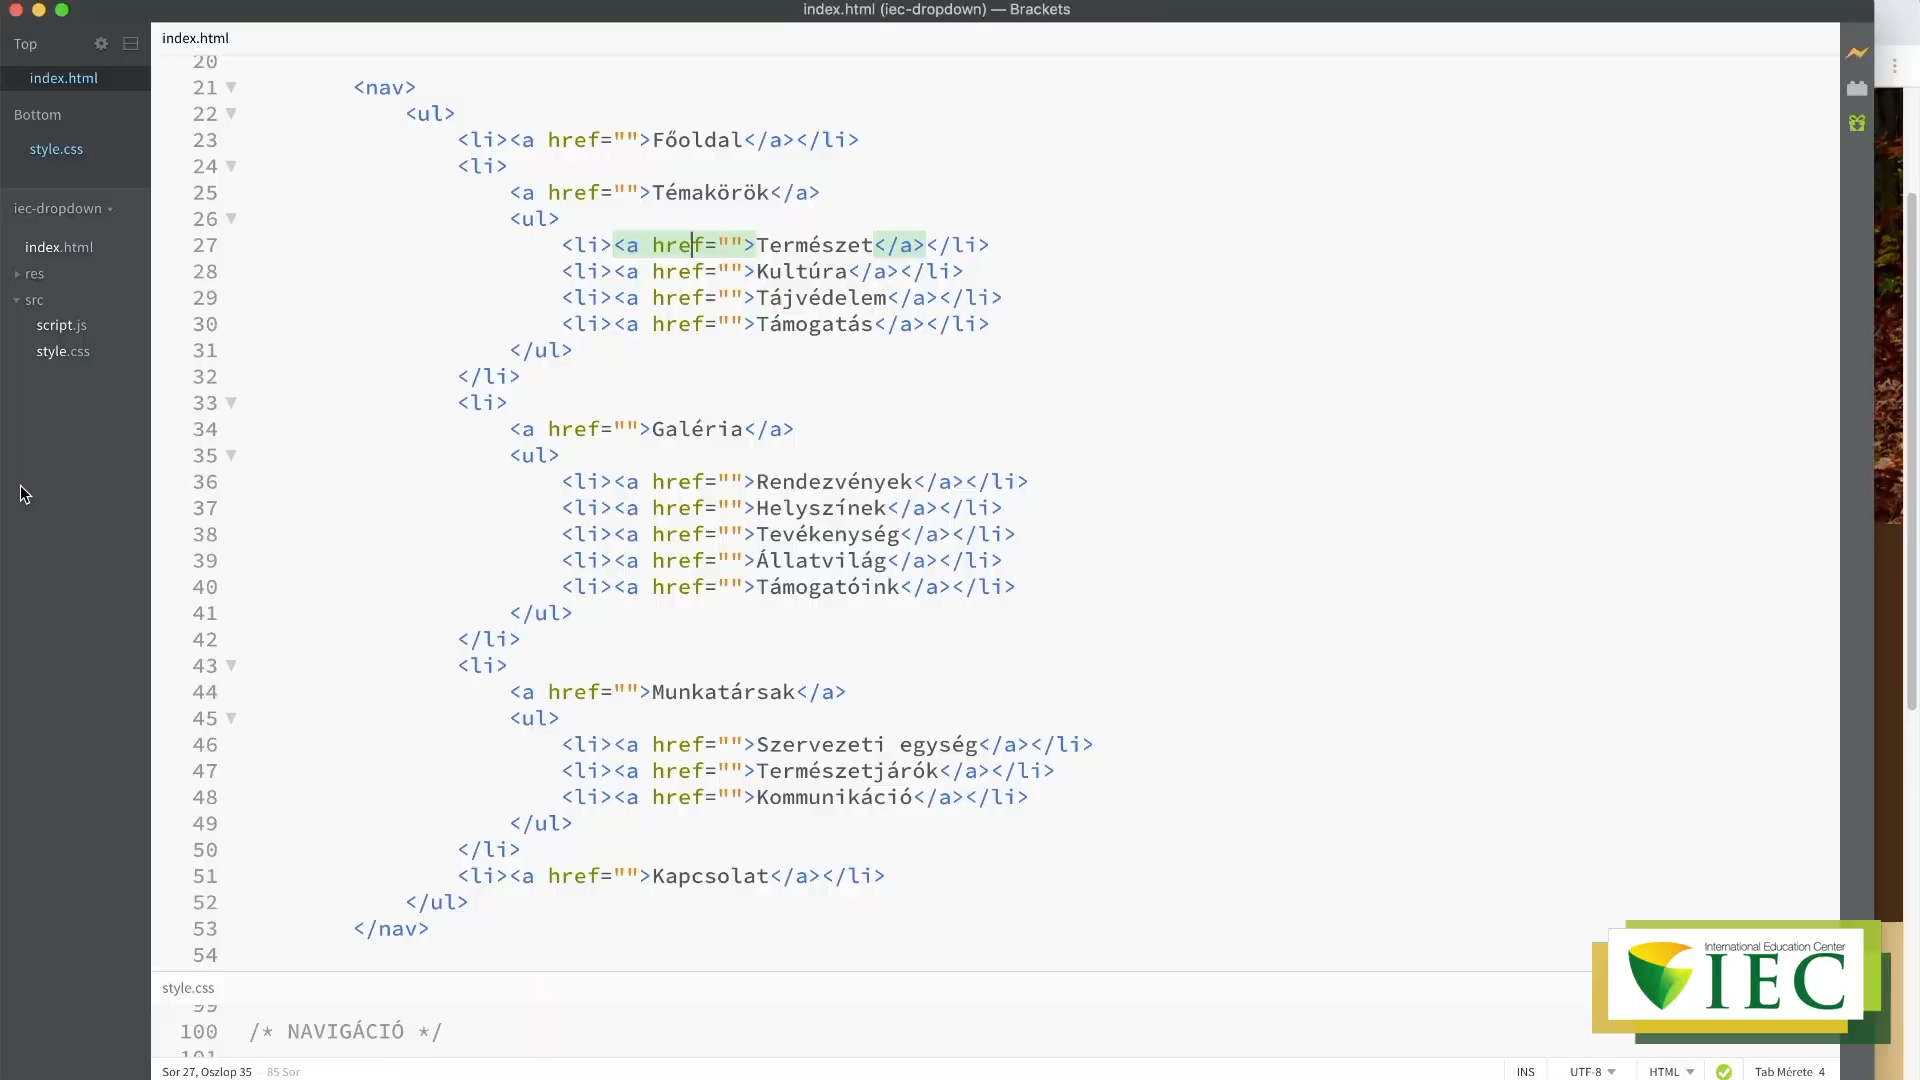 index.html (iec-dropdown) — Brackets
Top
index.html
Bottom
style.css
iec-dropdown
index.html
res
src
script.js
style.css
index.html
20
21 <nav>
22 <ul>
23 <li><a href="">Főoldal</a></li>
24 <li>
25 <a href="">Témakörök</a>
26 <ul>
27 <li><a href="">Természet</a></li>
28 <li><a href="">Kultúra</a></li>
29 <li><a href="">Tájvédelem</a></li>
30 <li><a href="">Támogatás</a></li>
31 </ul>
32 </li>
33 <li>
34 <a href="">Galéria</a>
35 <ul>
36 <li><a href="">Rendezvények</a></li>
37 <li><a href="">Helyszínek</a></li>
38 <li><a href="">Tevékenység</a></li>
39 <li><a href="">Állatvilág</a></li>
40 <li><a href="">Támogatóink</a></li>
41 </ul>
42 </li>
43 <li>
44 <a href="">Munkatársak</a>
45 <ul>
46 <li><a href="">Szervezeti egység</a></li>
47 <li><a href="">Természetjárók</a></li>
48 <li><a href="">Kommunikáció</a></li>
49 </ul>
50 </li>
51 <li><a href="">Kapcsolat</a></li>
52 </ul>
53 </nav>
54
style.css
99
100 /* NAVIGÁCIÓ */
101
International Education Center
IEC
Sor 27, Oszlop 35 — 85 Sor
INS UTF-8 HTML Tab Mérete 4